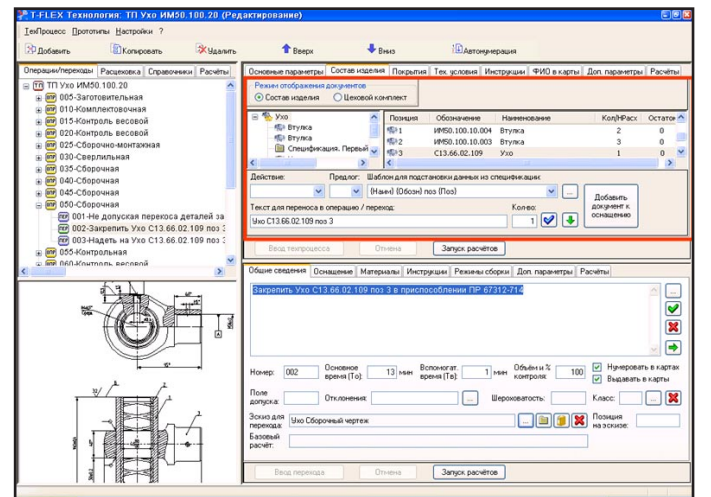 T-FLEX Технология: ТП Ухо ИМ50.100.20 (Редактирование)
ТехПроцесс Прототипы Настройки ?
Добавить Копировать Удалить Вверх Вниз Автонумерация
Операции/переходы Расцеховка Справочники Расчёты
ТП Ухо ИМ50.100.20
005-Заготовительная
010-Комплектовочная
015-Контроль весовой
020-Контроль весовой
025-Сборочно-монтажная
030-Сверлильная
035-Сборочная
040-Сборочная
045-Сборочная
050-Сборочная
001-Не допуская перекоса деталей за
002-Закрепить Ухо С13.66.02.109 поз 3
003-Надеть на Ухо С13.66.02.109 поз 3
055-Контрольная
060-Контроль весовой
Основные параметры Состав изделия Покрытия Тех. условия Инструкции ФИО в карты Доп. параметры Расчёты
Режим отображения документов
Состав изделия Цеховой комплект
Ухо
Втулка
Втулка
Спецификация. Первый
Позиция Обозначение Наименование Кол/НРасх Остаток
1 ИМ50.100.10.004 Втулка 2 0
2 ИМ50.100.10.003 Втулка 3 0
3 С13.66.02.109 Ухо 1 0
Действие: Предлог: Шаблон для подстановки данных из спецификации:
{Наим} {Обозн} поз {Поз} ...
Добавить документ к оснащению
Текст для переноса в операцию / переход: Кол-во:
Ухо С13.66.02.109 поз 3 1
Ввод техпроцесса Отмена Запуск расчётов
Общие сведения Оснащение Материалы Инструкции Режимы сборки Доп. параметры Расчёты
Закрепить Ухо С13.66.02.109 поз 3 в приспособлении ПР 67312-714
...
Номер: 002 Основное время (То): 13 мин Вспомогат. время (Тв): 1 мин Объём и % контроля: 100 Нумеровать в картах
Выдавать в карты
Поле допуска: Отклонения: ... Шероховатость: Класс: ...
Эскиз для перехода: Ухо Сборочный чертеж ... Позиция на эскизе:
Базовый расчёт:
Ввод перехода Отмена Запуск расчётов